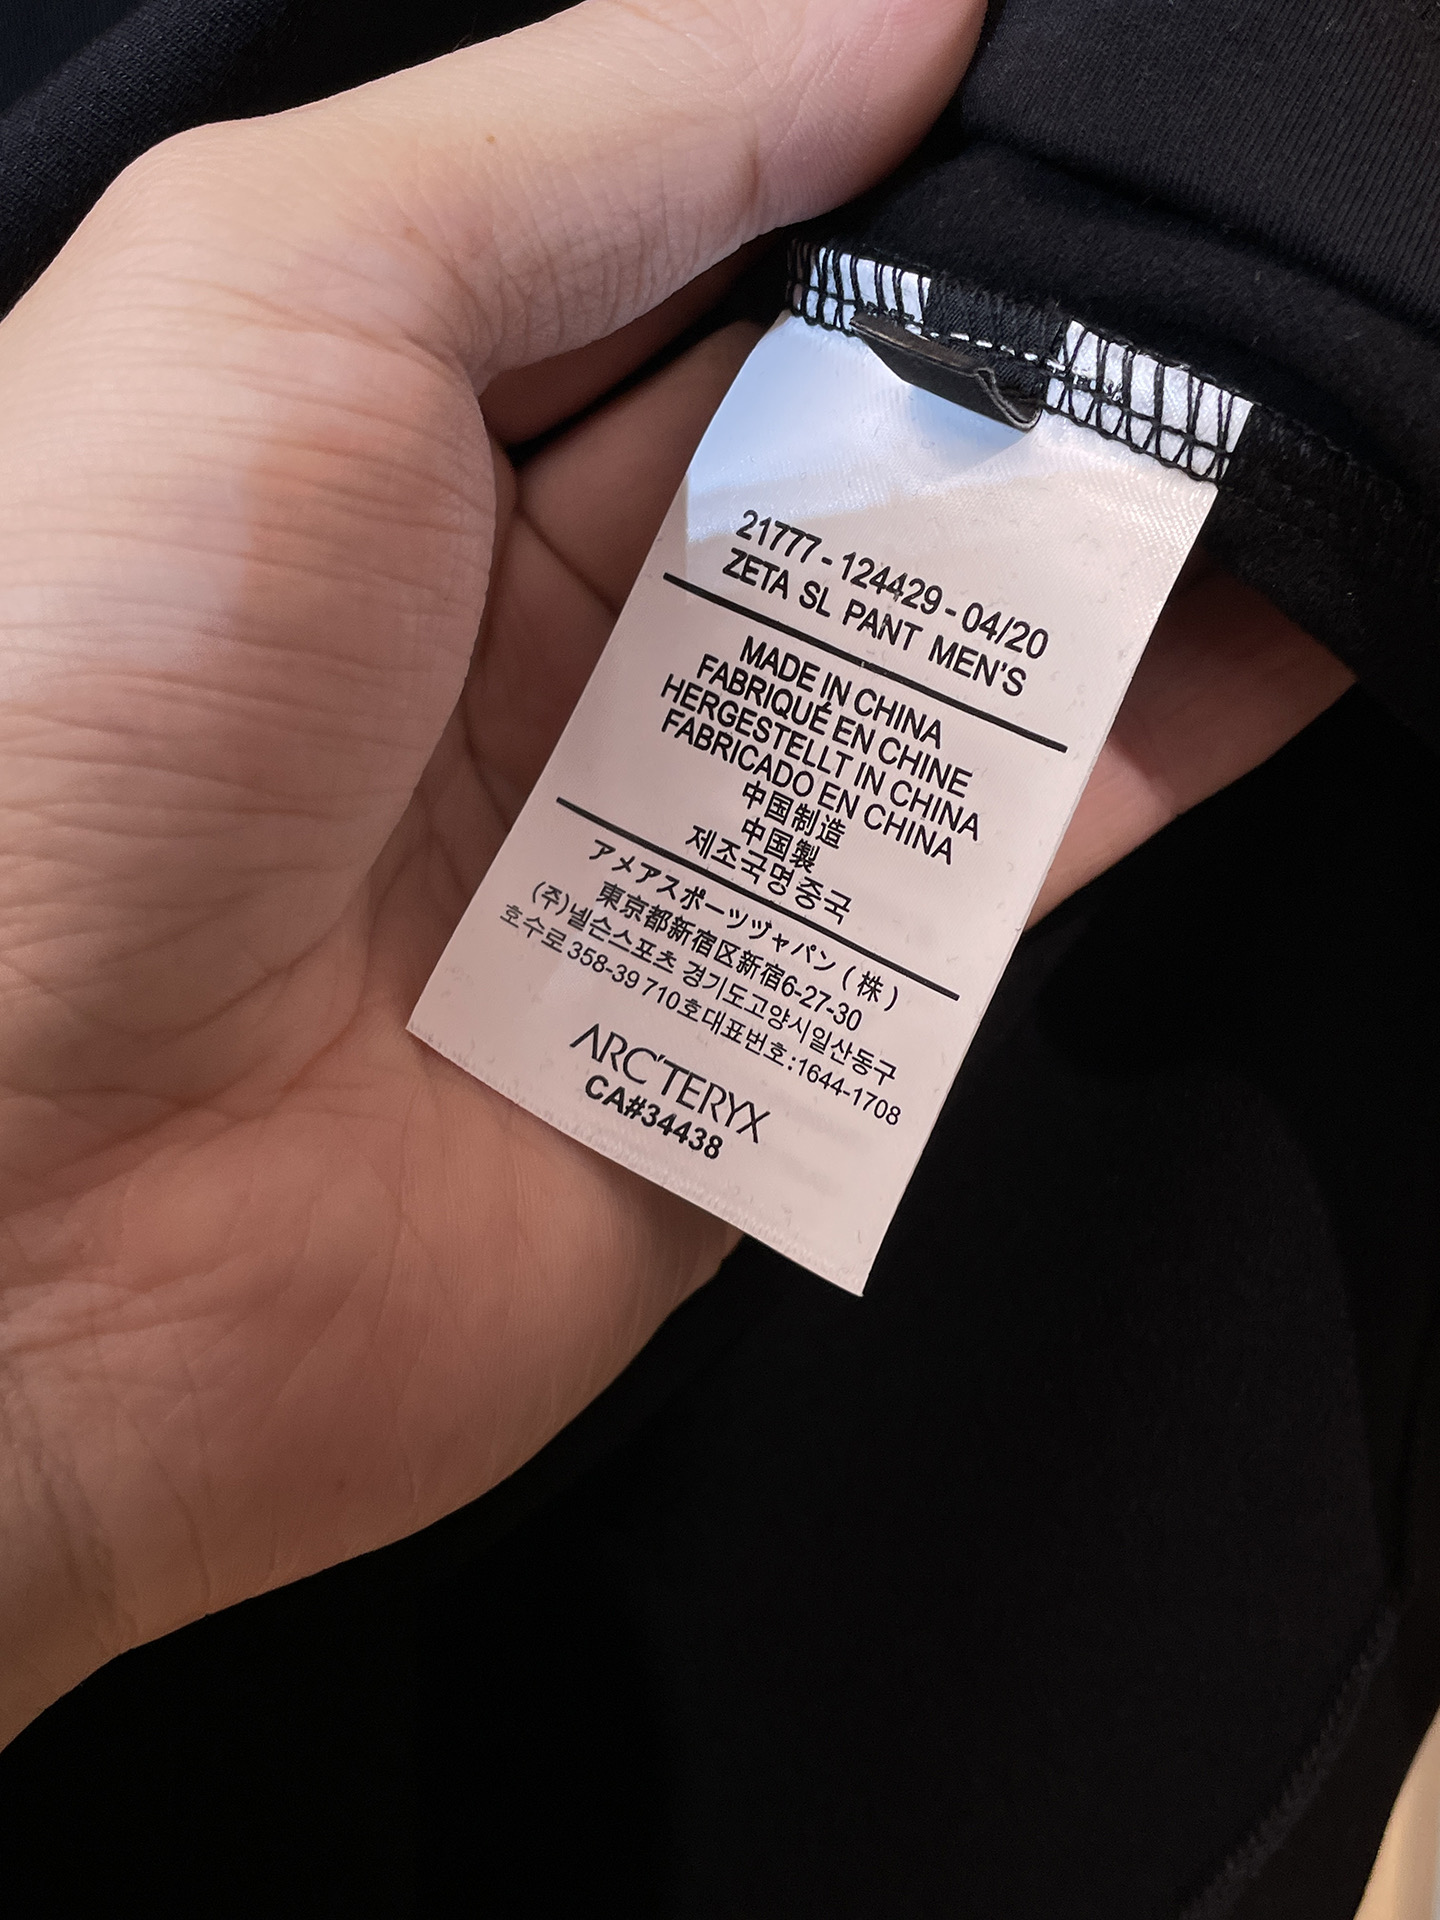 21777 - 124429 - 04/20
ZETA SL PANT MEN'S
MADE IN CHINA
FABRIQUÉ EN CHINE
HERGESTELLT IN CHINA
FABRICADO EN CHINA
中国制造
中国製
제조국명중국
アメアスポーツヅャパン (株)
東京都新宿区新宿6-27-30
(주)넬슨스포츠 경기도고양시일산동구
호수로 358-39 710호대표번호:1644-1708
ARC'TERYX
CA#34438